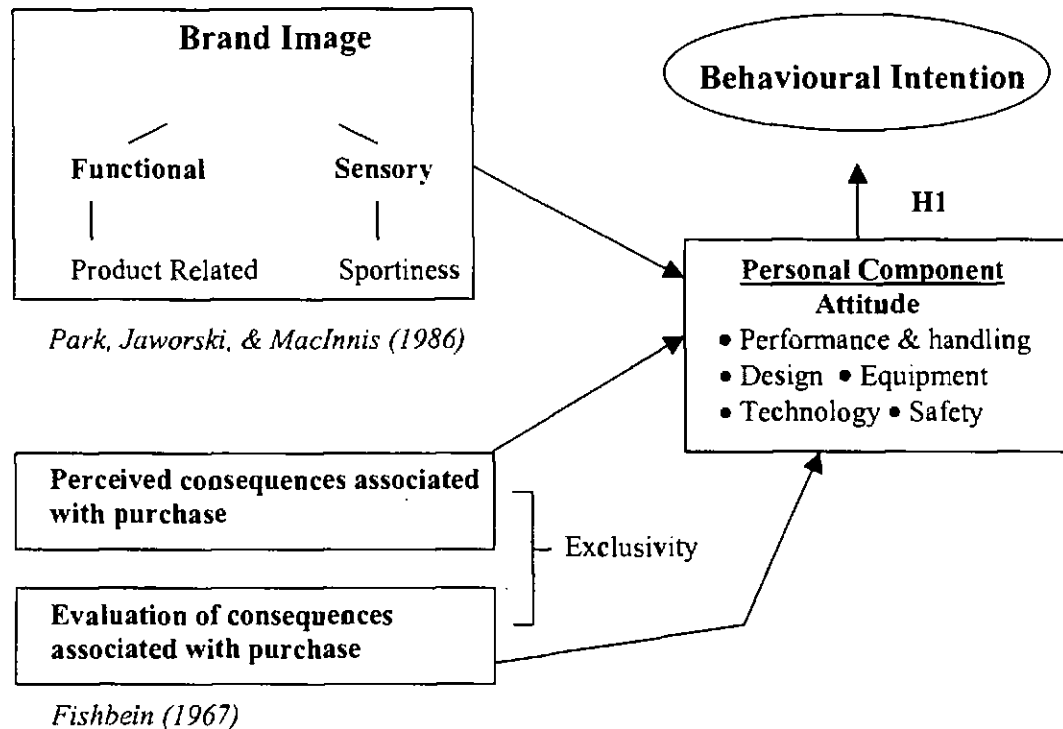 Brand Image
Functional Sensory
Product Related Sportiness
Park, Jaworski, & MacInnis (1986)
Behavioural Intention
H1
Personal Component
Attitude
• Performance & handling
• Design • Equipment
• Technology • Safety
Perceived consequences associated
with purchase
Exclusivity
Evaluation of consequences
associated with purchase
Fishbein (1967)